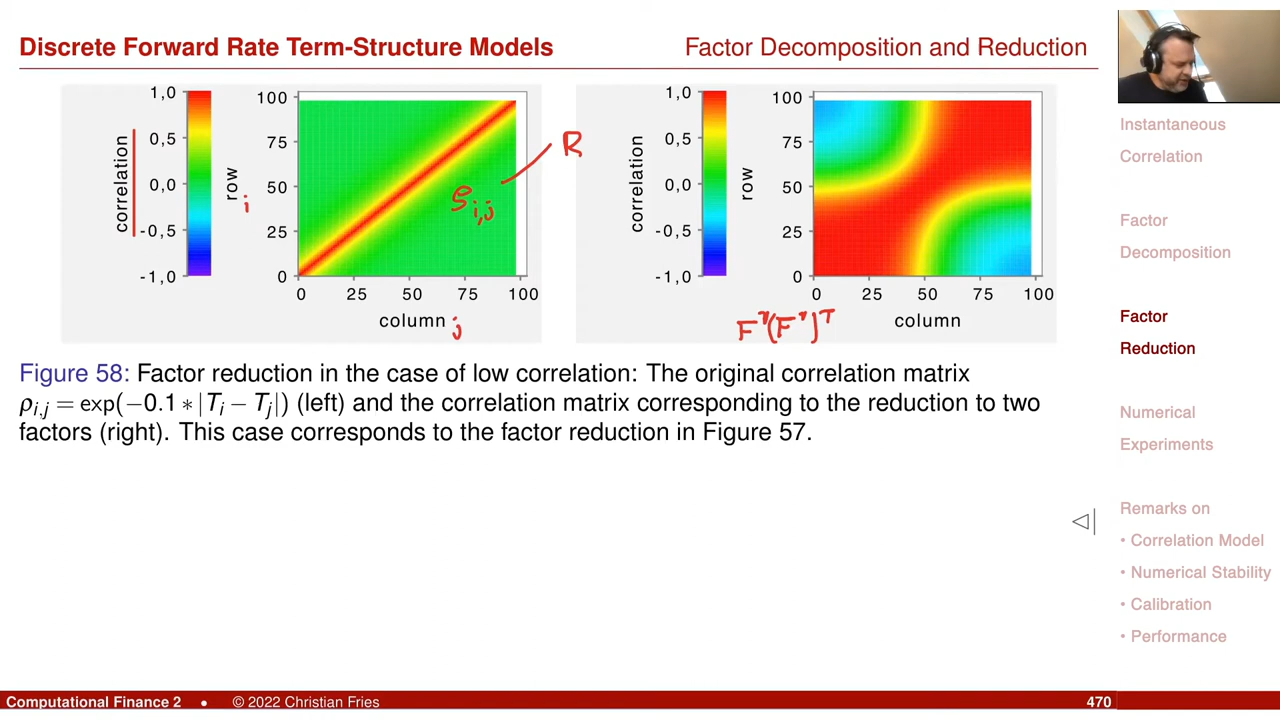 Discrete Forward Rate Term-Structure Models
Factor Decomposition and Reduction
1,0
0,5
0,0
-0,5
-1,0
correlation
row
i
100
75
50
25
0
0 25 50 75 100
column j
ρi,j
R
1,0
0,5
0,0
-0,5
-1,0
correlation
row
100
75
50
25
0
0 25 50 75 100
column
Fʳ(Fʳ)ᵀ
Figure 58: Factor reduction in the case of low correlation: The original correlation matrix
ρi,j = exp(−0.1 ∗ |Ti − Tj|) (left) and the correlation matrix corresponding to the reduction to two
factors (right). This case corresponds to the factor reduction in Figure 57.
Instantaneous
Correlation
Factor
Decomposition
Factor
Reduction
Numerical
Experiments
Remarks on
• Correlation Model
• Numerical Stability
• Calibration
• Performance
Computational Finance 2 • © 2022 Christian Fries
470